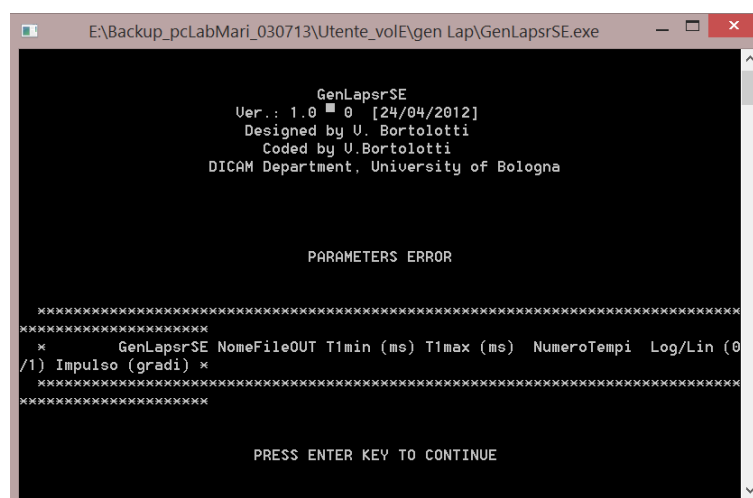 E:\Backup_pcLabMari_030713\Utente_volE\gen Lap\GenLapsrSE.exe
GenLapsrSE
Ver.: 1.0 ▀ 0 [24/04/2012]
Designed by V. Bortolotti
Coded by V.Bortolotti
DICAM Department, University of Bologna
PARAMETERS ERROR
********************************************************************************
*********************
* GenLapsrSE NomeFileOUT T1min (ms) T1max (ms) NumeroTempi Log/Lin (0
/1) Impulso (gradi) *
********************************************************************************
*********************
PRESS ENTER KEY TO CONTINUE